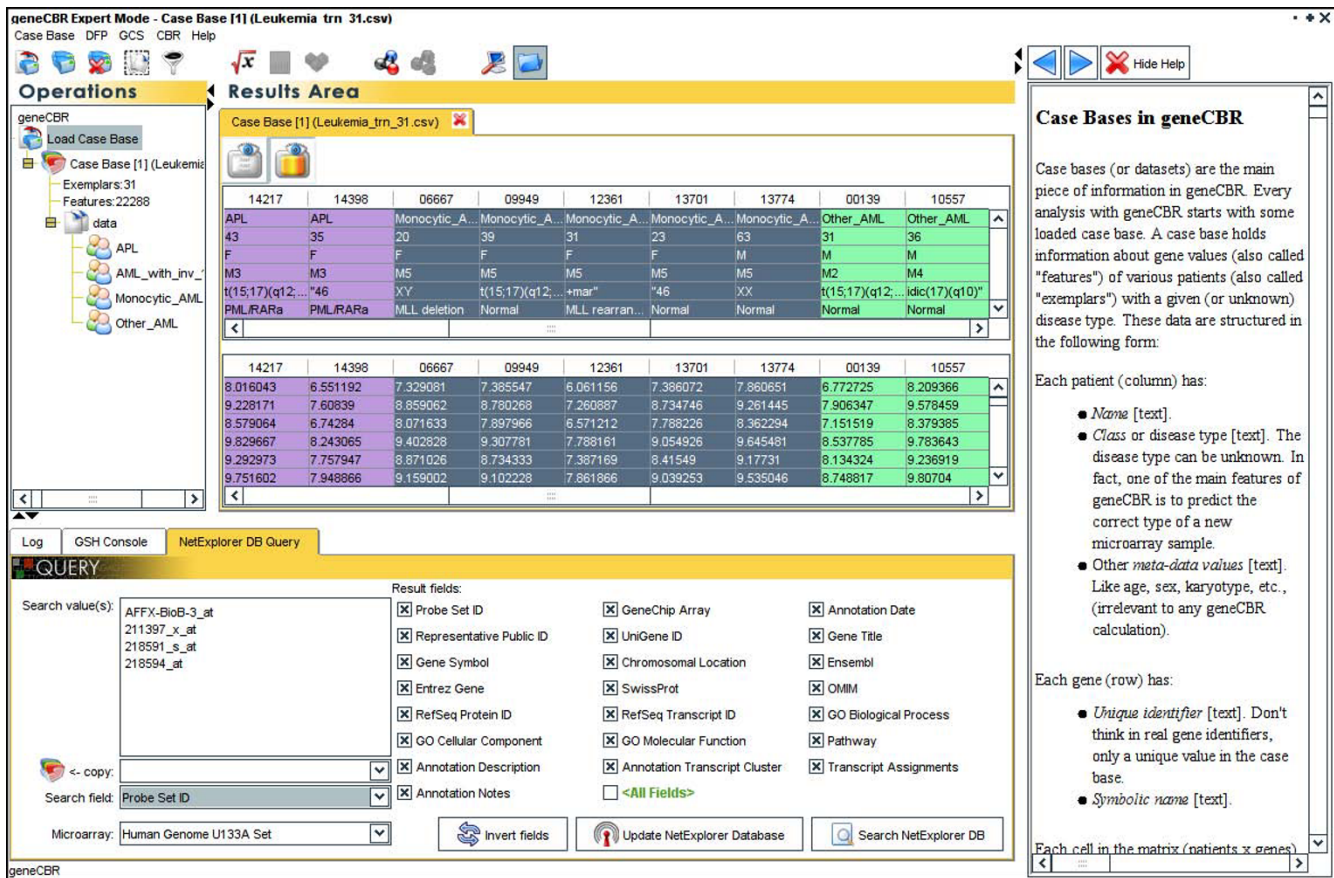 geneCBR Expert Mode - Case Base [1] (Leukemia_trn_31.csv)
Case Base DFP GCS CBR Help
Hide Help
Operations
geneCBR
Load Case Base
Case Base [1] (Leukemia
Exemplars:31
Features:22288
data
APL
AML_with_inv_
Monocytic_AML
Other_AML
Results Area
Case Base [1] (Leukemia_trn_31.csv)
14217 14398 06667 09949 12361 13701 13774 00139 10557
APL APL Monocytic_A... Monocytic_A... Monocytic_A... Monocytic_A... Monocytic_A... Other_AML Other_AML
43 35 20 39 31 23 63 31 36
F F F F F F M M M
M3 M3 M5 M5 M5 M5 M5 M2 M4
t(15;17)(q12;... "46 XY t(15;17)(q12;... +mar" "46 XX t(15;17)(q12;... idic(17)(q10)"
PML/RARa PML/RARa MLL deletion Normal MLL rearran... Normal Normal Normal Normal
14217 14398 06667 09949 12361 13701 13774 00139 10557
8.016043 6.551192 7.329081 7.385547 6.061156 7.386072 7.860651 6.772725 8.209366
9.228171 7.60839 8.859062 8.780268 7.260887 8.734746 9.261445 7.906347 9.578459
8.579064 6.74284 8.071633 7.897966 6.571212 7.788226 8.362294 7.151519 8.379385
9.829667 8.243065 9.402828 9.307781 7.788161 9.054926 9.645481 8.537785 9.783643
9.292973 7.757947 8.871026 8.734333 7.387169 8.41549 9.17731 8.134324 9.236919
9.751602 7.948866 9.159002 9.102228 7.861866 9.039253 9.535046 8.748817 9.80704
Log GSH Console NetExplorer DB Query
QUERY
Search value(s):
AFFX-BioB-3_at
211397_x_at
218591_s_at
218594_at
<- copy:
Search field: Probe Set ID
Microarray: Human Genome U133A Set
Result fields:
Probe Set ID GeneChip Array Annotation Date
Representative Public ID UniGene ID Gene Title
Gene Symbol Chromosomal Location Ensembl
Entrez Gene SwissProt OMIM
RefSeq Protein ID RefSeq Transcript ID GO Biological Process
GO Cellular Component GO Molecular Function Pathway
Annotation Description Annotation Transcript Cluster Transcript Assignments
Annotation Notes <All Fields>
Invert fields Update NetExplorer Database Search NetExplorer DB
geneCBR
Case Bases in geneCBR
Case bases (or datasets) are the main
piece of information in geneCBR. Every
analysis with geneCBR starts with some
loaded case base. A case base holds
information about gene values (also called
"features") of various patients (also called
"exemplars") with a given (or unknown)
disease type. These data are structured in
the following form:
Each patient (column) has:
Name [text].
Class or disease type [text]. The
disease type can be unknown. In
fact, one of the main features of
geneCBR is to predict the
correct type of a new
microarray sample.
Other meta-data values [text].
Like age, sex, karyotype, etc.,
(irrelevant to any geneCBR
calculation).
Each gene (row) has:
Unique identifier [text]. Don't
think in real gene identifiers,
only a unique value in the case
base.
Symbolic name [text].
Each cell in the matrix (patients x genes)